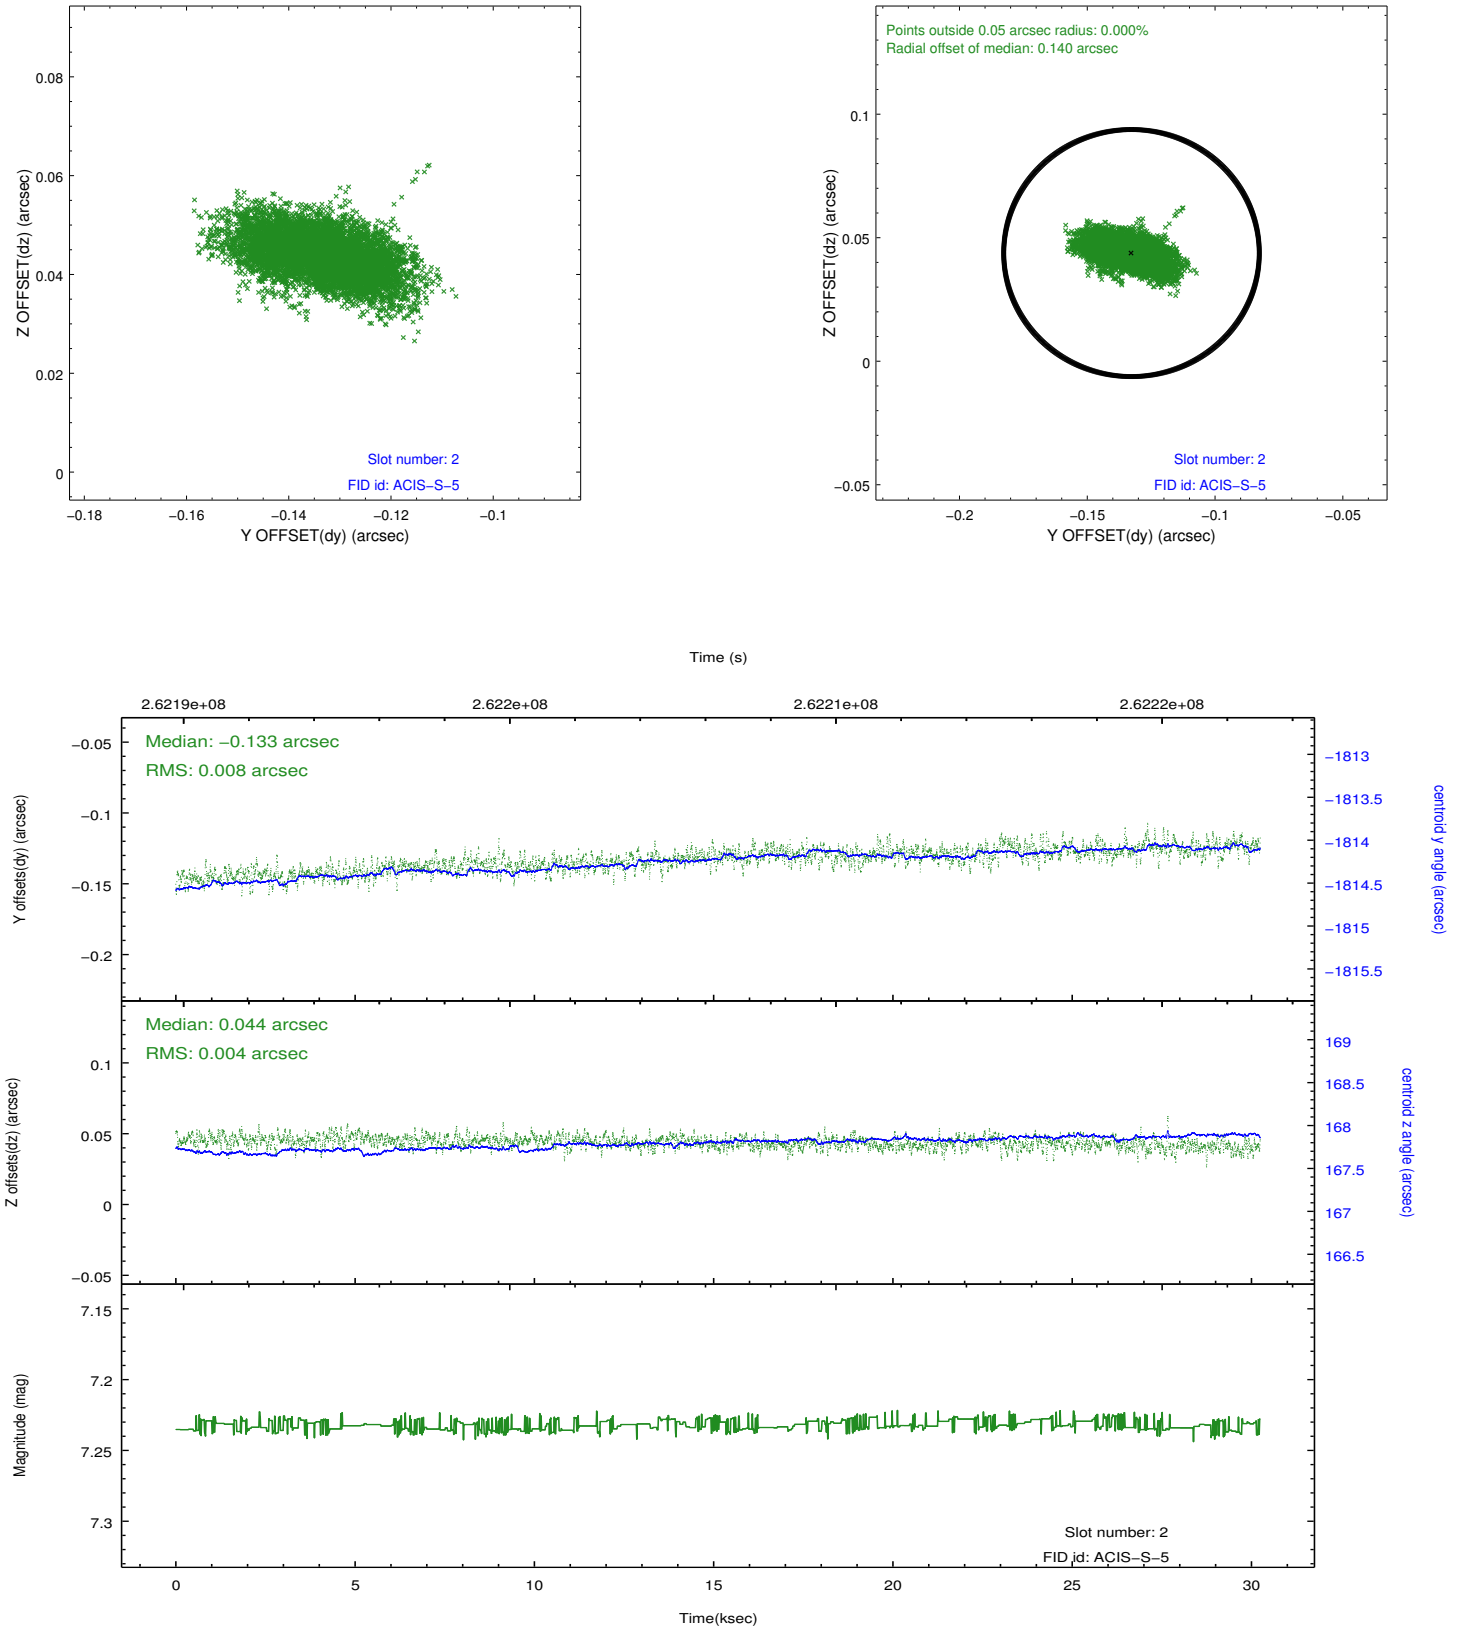 0.08
0.06
0.04
0.02
0
Z OFFSET(dz) (arcsec)
Slot number: 2
FID id: ACIS−S−5
−0.18
−0.16
−0.14
−0.12
−0.1
Y OFFSET(dy) (arcsec)
Points outside 0.05 arcsec radius: 0.000%
Radial offset of median: 0.140 arcsec
0.1
0.05
0
−0.05
Z OFFSET(dz) (arcsec)
Slot number: 2
FID id: ACIS−S−5
−0.2
−0.15
−0.1
−0.05
Y OFFSET(dy) (arcsec)
Time (s)
2.6219e+08
2.622e+08
2.6221e+08
2.6222e+08
Median: −0.133 arcsec
RMS: 0.008 arcsec
−0.05
−0.1
−0.15
−0.2
Y offsets(dy) (arcsec)
−1813
−1813.5
−1814
−1814.5
−1815
−1815.5
centroid y angle (arcsec)
Median: 0.044 arcsec
RMS: 0.004 arcsec
0.1
0.05
0
−0.05
Z offsets(dz) (arcsec)
169
168.5
168
167.5
167
166.5
centroid z angle (arcsec)
7.15
7.2
7.25
7.3
Magnitude (mag)
Slot number: 2
FID id: ACIS−S−5
0
5
10
15
20
25
30
Time(ksec)